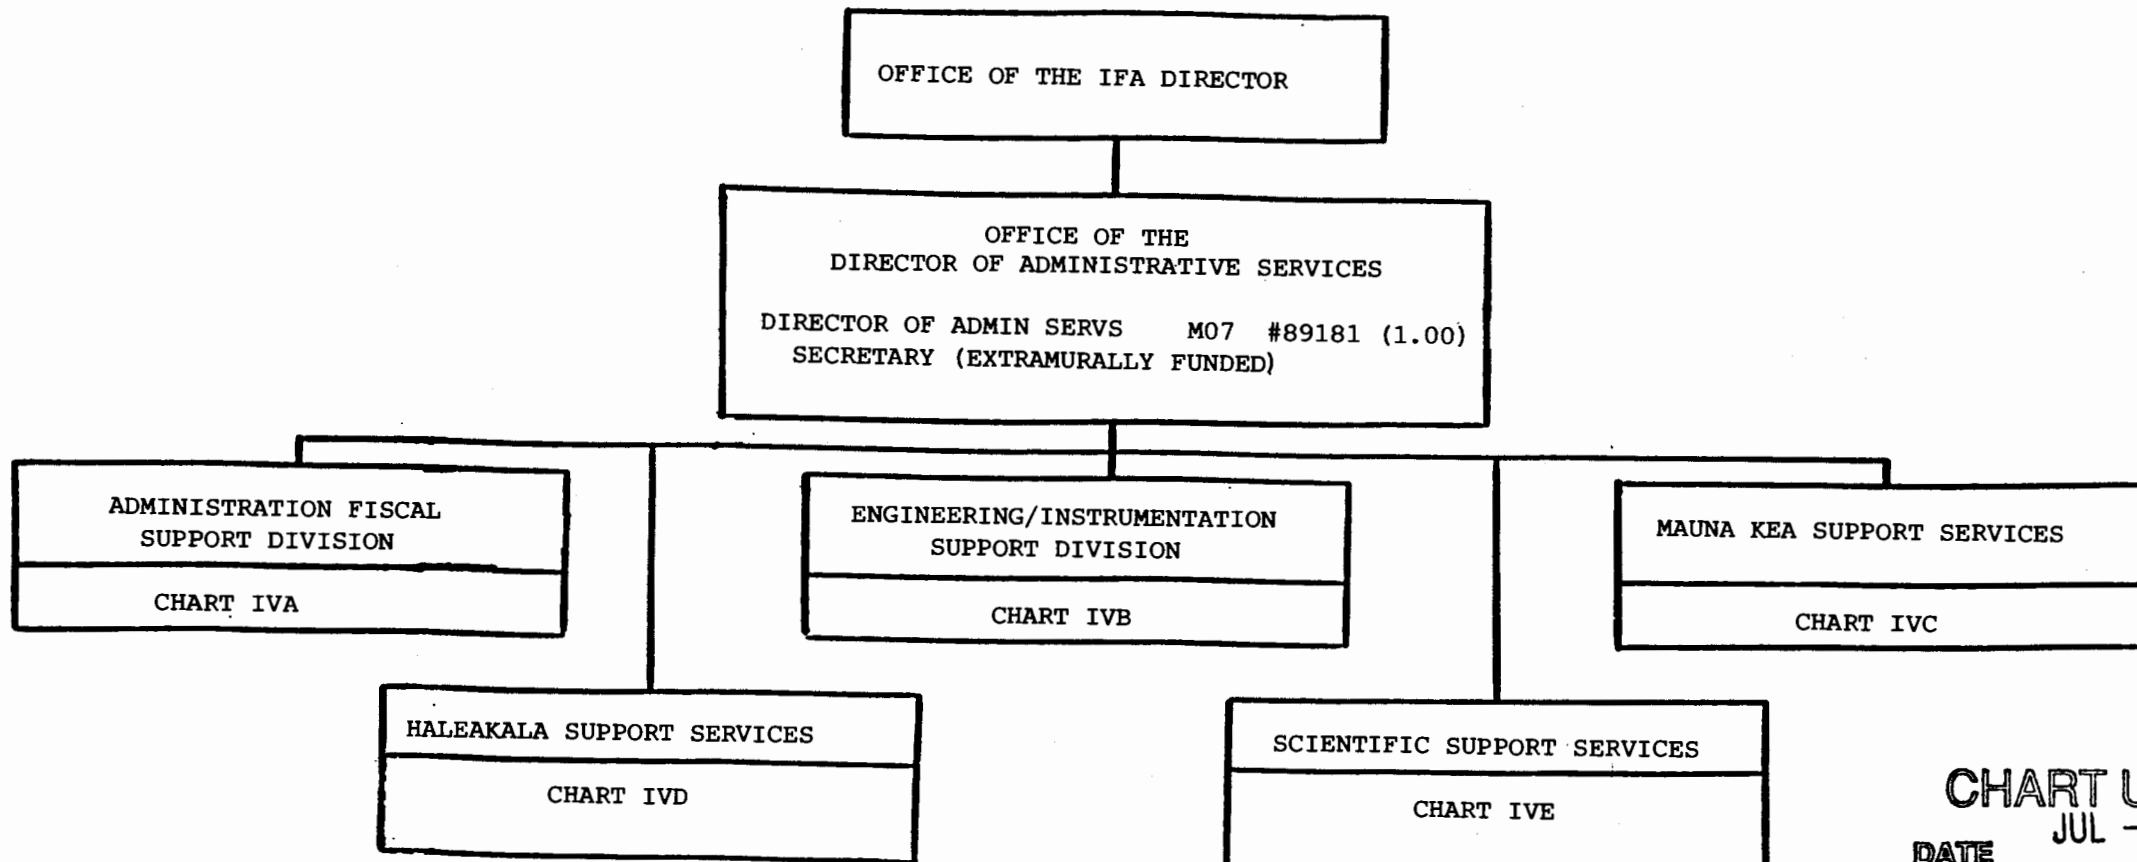 OFFICE OF THE IFA DIRECTOR
OFFICE OF THE
DIRECTOR OF ADMINISTRATIVE SERVICES
DIRECTOR OF ADMIN SERVS M07 #89181 (1.00)
SECRETARY (EXTRAMURALLY FUNDED)
ADMINISTRATION FISCAL
SUPPORT DIVISION
CHART IVA
ENGINEERING/INSTRUMENTATION
SUPPORT DIVISION
CHART IVB
MAUNA KEA SUPPORT SERVICES
CHART IVC
HALEAKALA SUPPORT SERVICES
CHART IVD
SCIENTIFIC SUPPORT SERVICES
CHART IVE
CHART
JUL
DATE